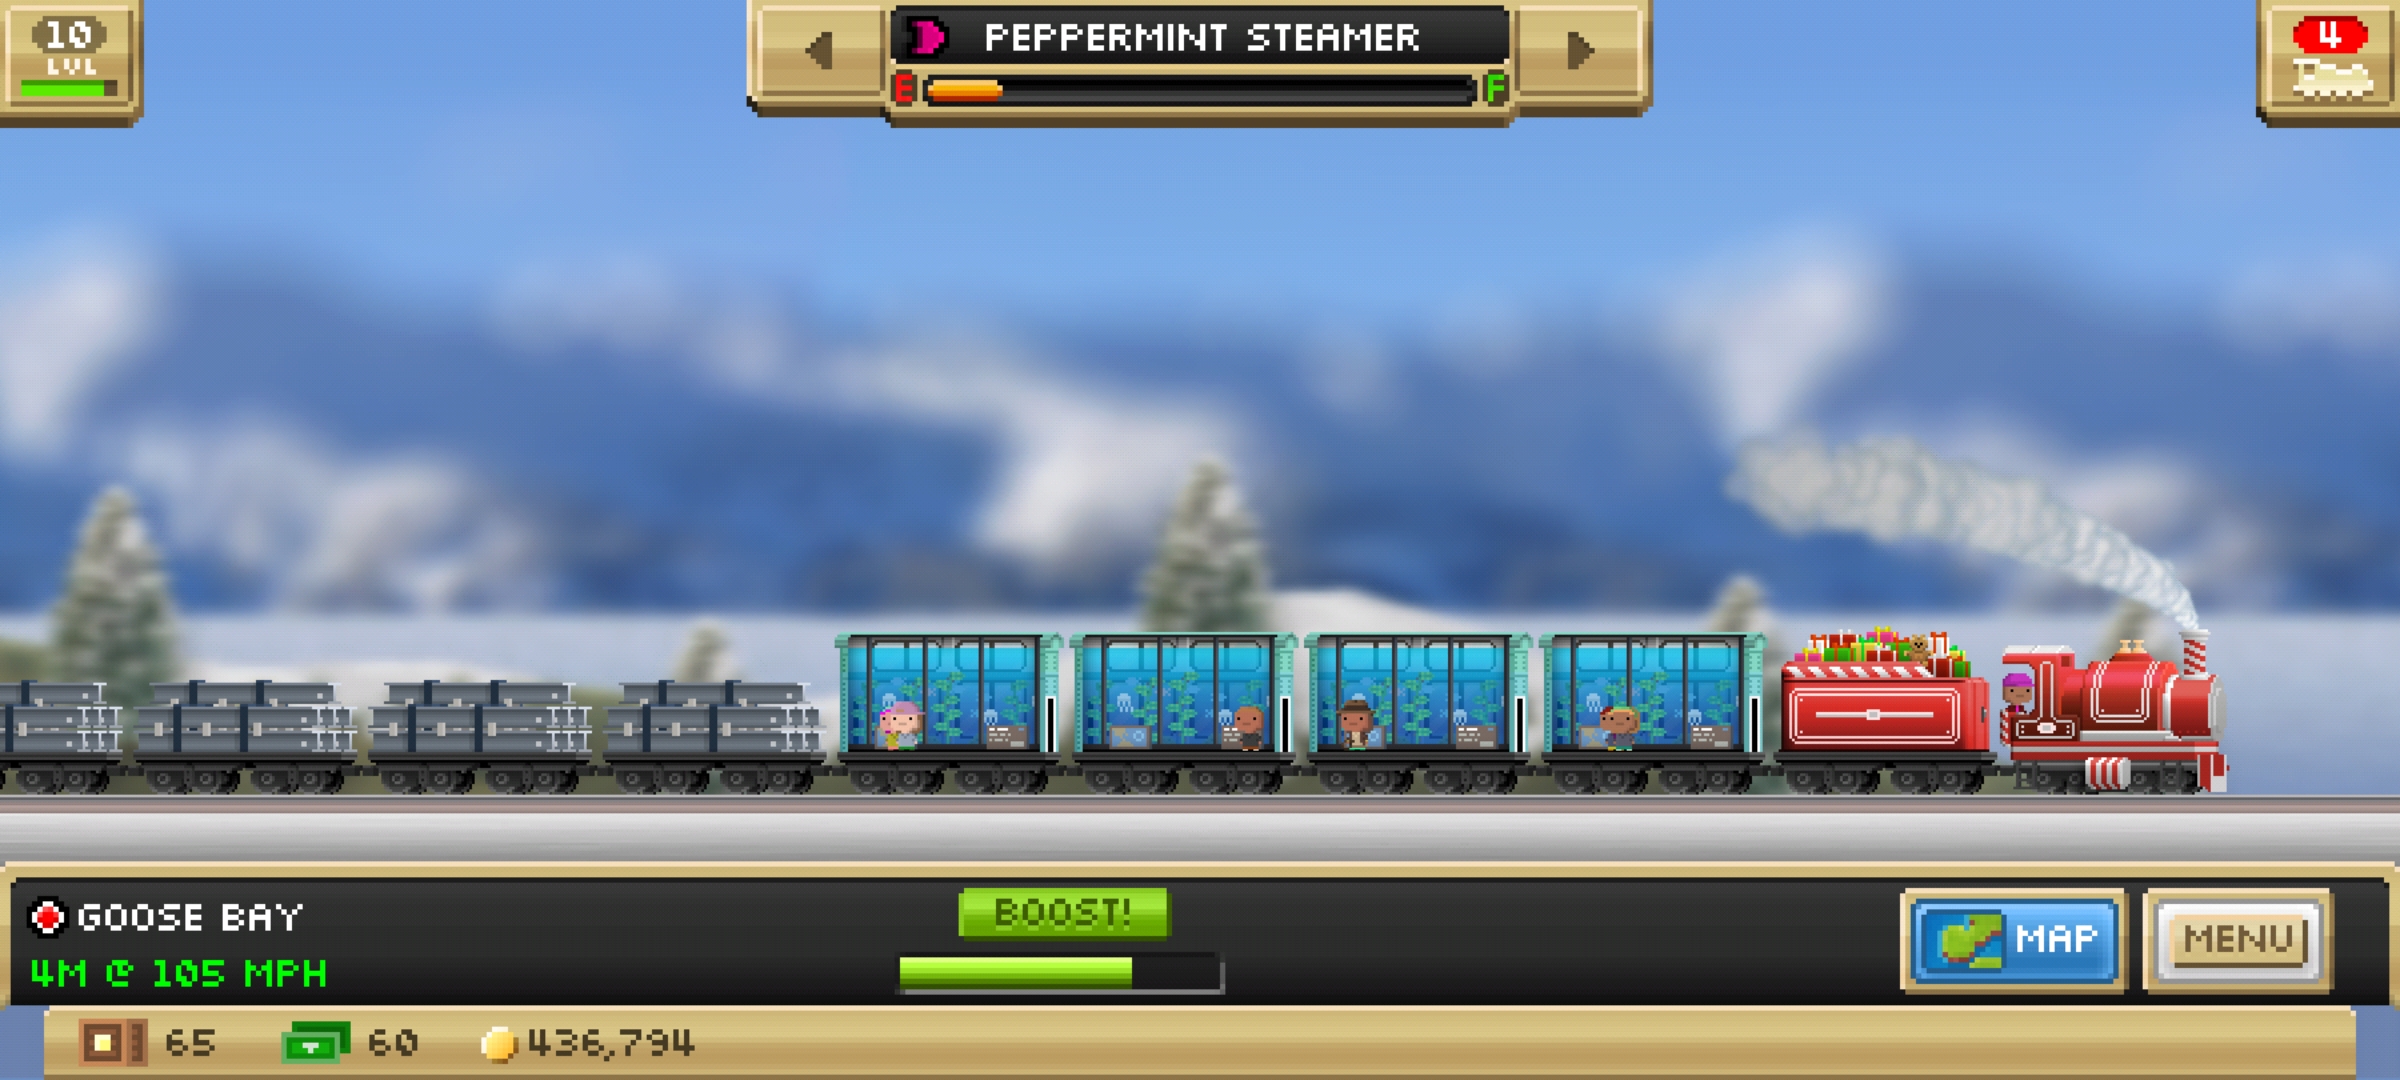 10
LVL
PEPPERMINT STEAMER
E F
4
GOOSE BAY
4M @ 105 MPH
BOOST!
MAP
MENU
65
60
436,794